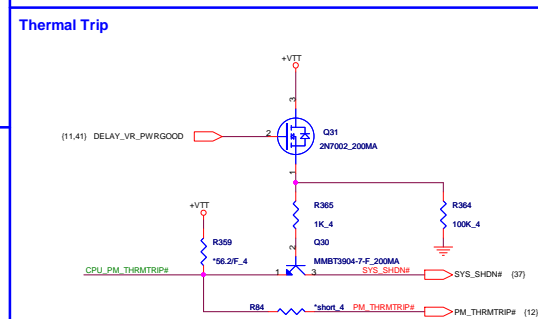 Thermal Trip
+VTT
3
{11,41} DELAY_VR_PWRGOOD
2
Q31
2N7002_200MA
1
+VTT
R365
1K_4
R364
100K_4
R359
*56.2/F_4
2
Q30
MMBT3904-7-F_200MA
CPU_PM_THRMTRIP#
1
3
SYS_SHDN#
SYS_SHDN# {37}
R84
*short_4
PM_THRMTRIP#
PM_THRMTRIP# {12}